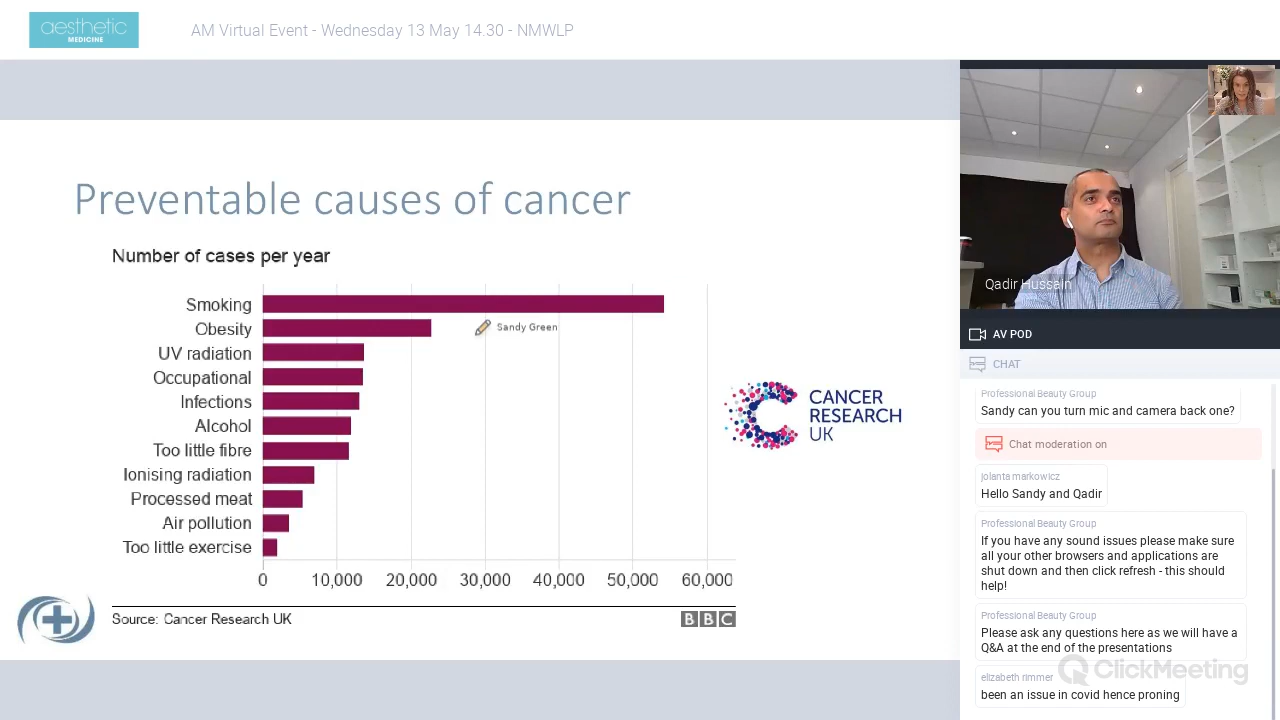 aesthetic
MEDICINE
AM Virtual Event - Wednesday 13 May 14.30 - NMWLP
Preventable causes of cancer
Number of cases per year
Smoking
Obesity
Sandy Green
UV radiation
Occupational
Infections
Alcohol
Too little fibre
Ionising radiation
Processed meat
Air pollution
Too little exercise
0 10,000 20,000 30,000 40,000 50,000 60,000
Source: Cancer Research UK
BBC
CANCER
RESEARCH
UK
Qadir Hussain
AV POD
CHAT
Professional Beauty Group
Sandy can you turn mic and camera back one?
Chat moderation on
jolanta markowicz
Hello Sandy and Qadir
Professional Beauty Group
If you have any sound issues please make sure
all your other browsers and applications are
shut down and then click refresh - this should
help!
Professional Beauty Group
Please ask any questions here as we will have a
Q&A at the end of the presentations
elizabeth rimmer
been an issue in covid hence proning
ClickMeeting